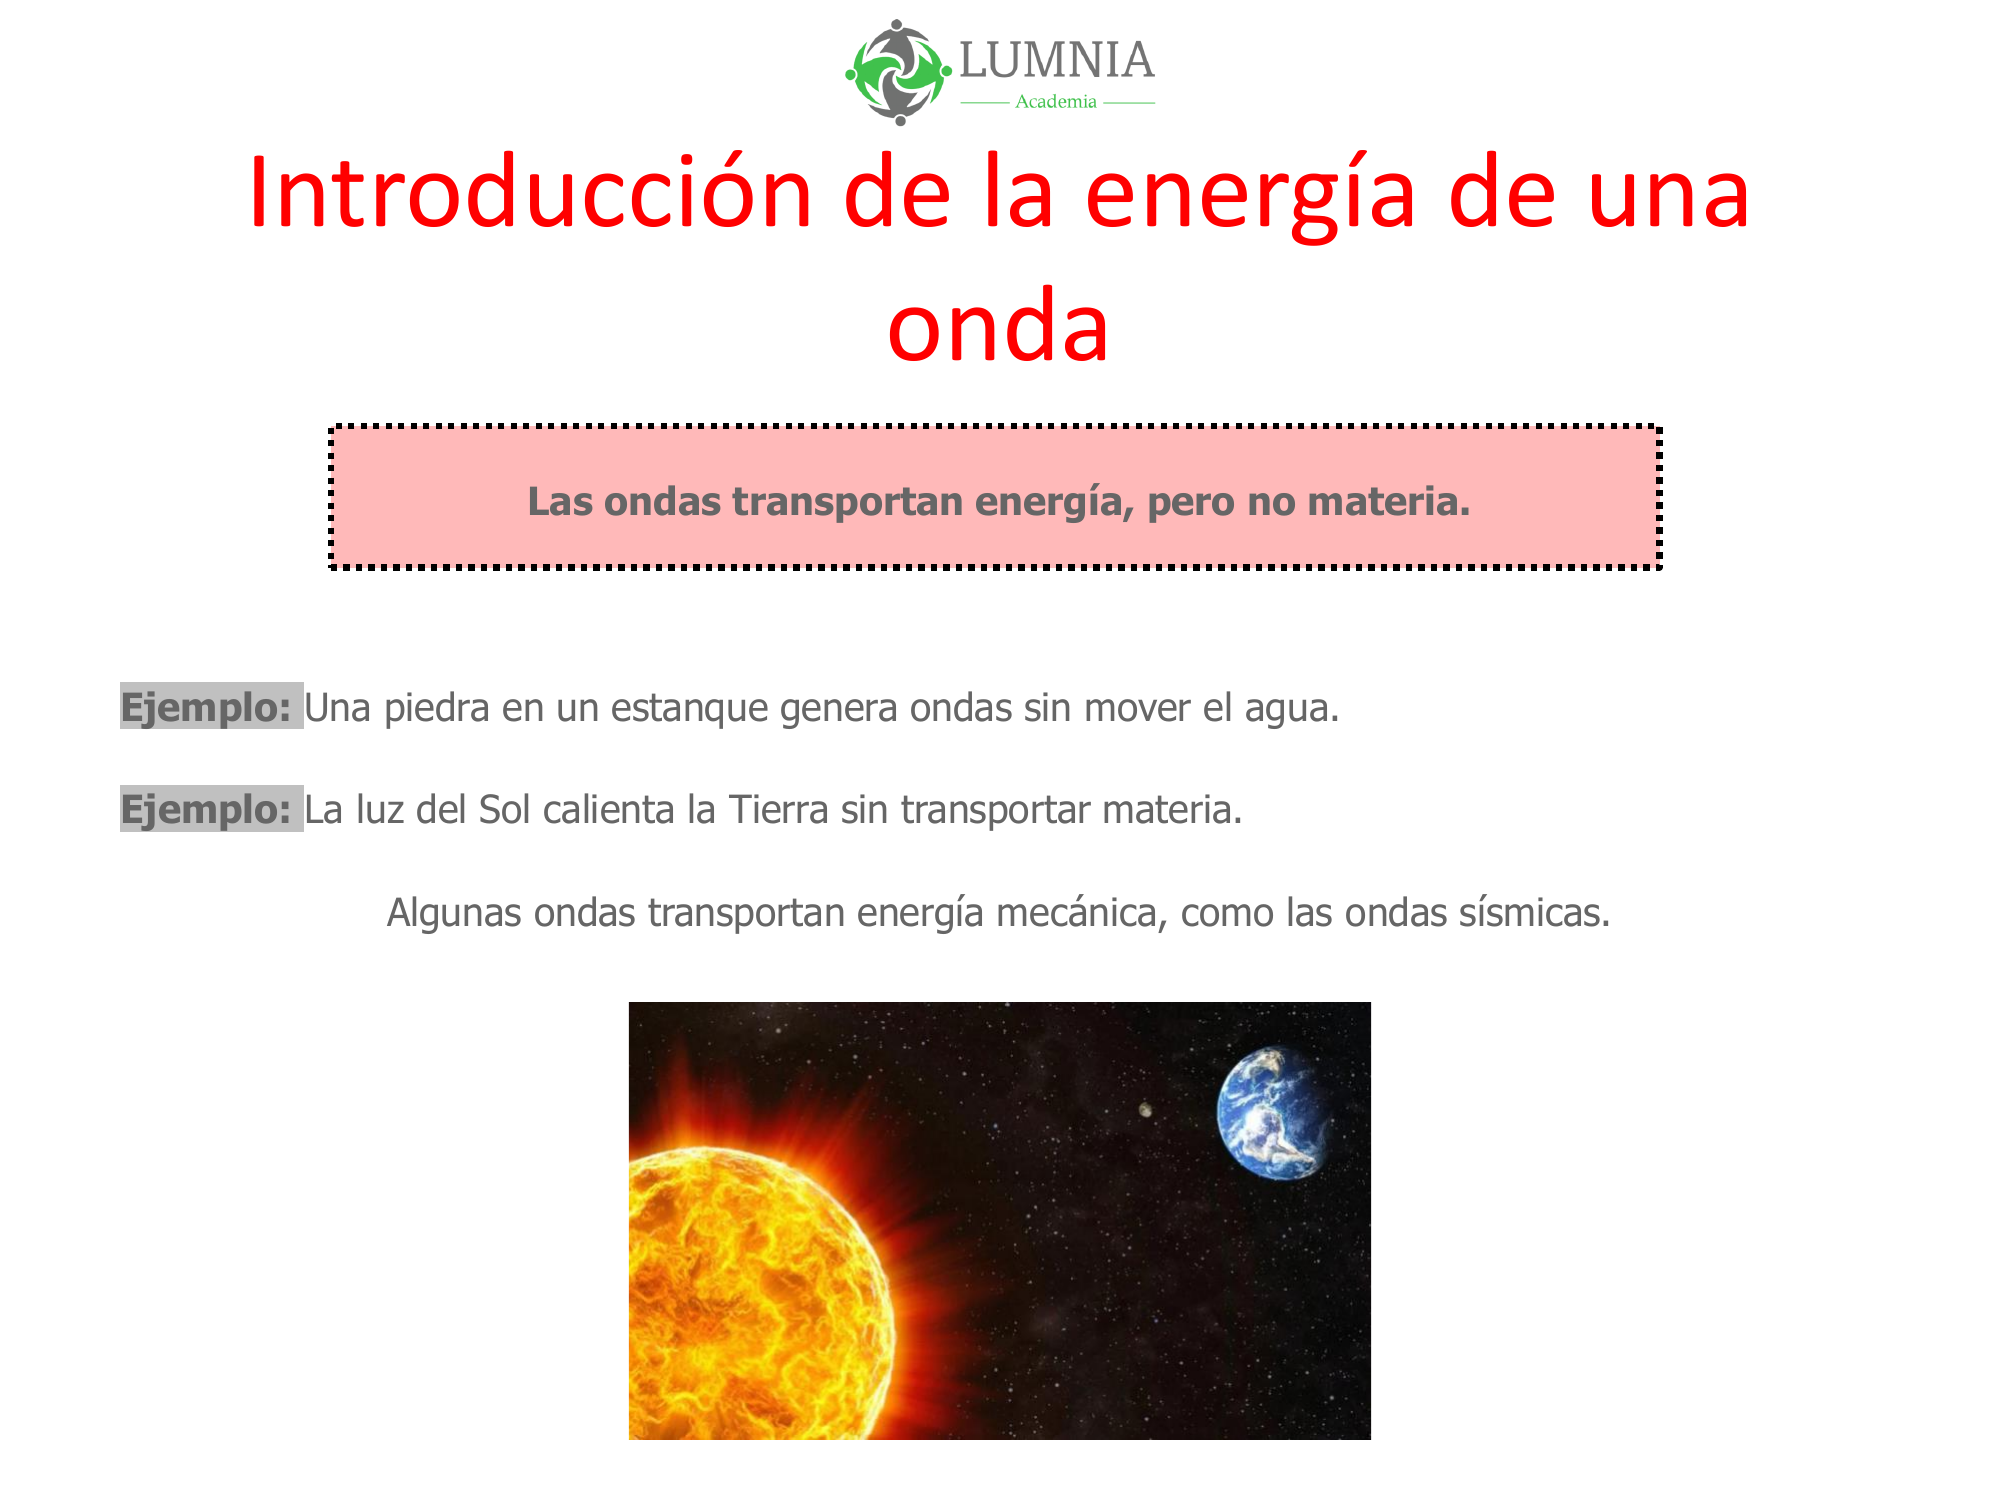 LUMNIA
Academia
Introducción de la energía de una
onda
Las ondas transportan energía, pero no materia.
Ejemplo: Una piedra en un estanque genera ondas sin mover el agua.
Ejemplo: La luz del Sol calienta la Tierra sin transportar materia.
Algunas ondas transportan energía mecánica, como las ondas sísmicas.